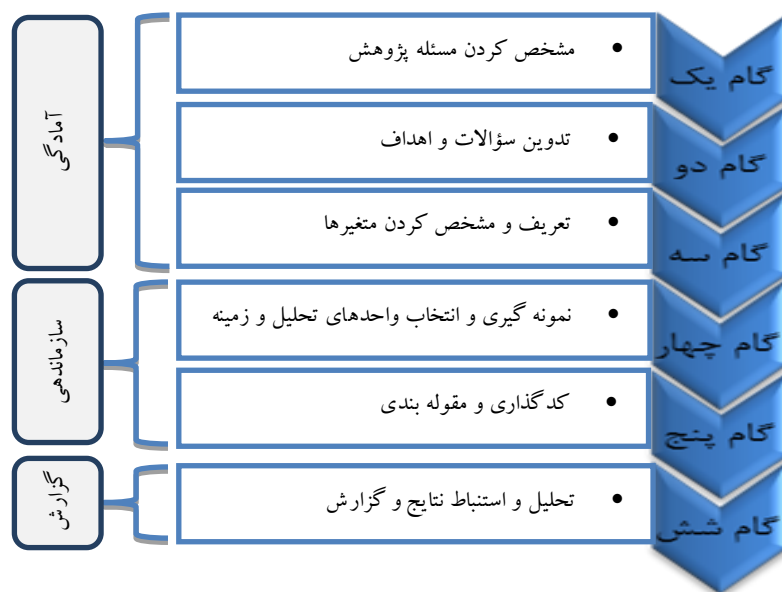 گام یک
• مشخص کردن مسئله پژوهش
گام دو
• تدوین سؤالات و اهداف
گام سه
• تعریف و مشخص کردن متغیرها
آمادگی
گام چهار
• نمونه گیری و انتخاب واحدهای تحلیل و زمینه
گام پنج
• کدگذاری و مقوله بندی
سازماندهی
گام شش
• تحلیل و استنباط نتایج و گزارش
گزارش